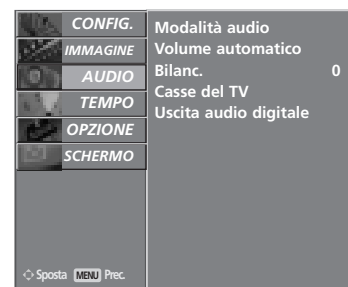 CONFIG.
IMMAGINE
AUDIO
TEMPO
OPZIONE
SCHERMO
Sposta MENU Prec.
Modalità audio
Volume automatico
Bilanc. 0
Casse del TV
Uscita audio digitale